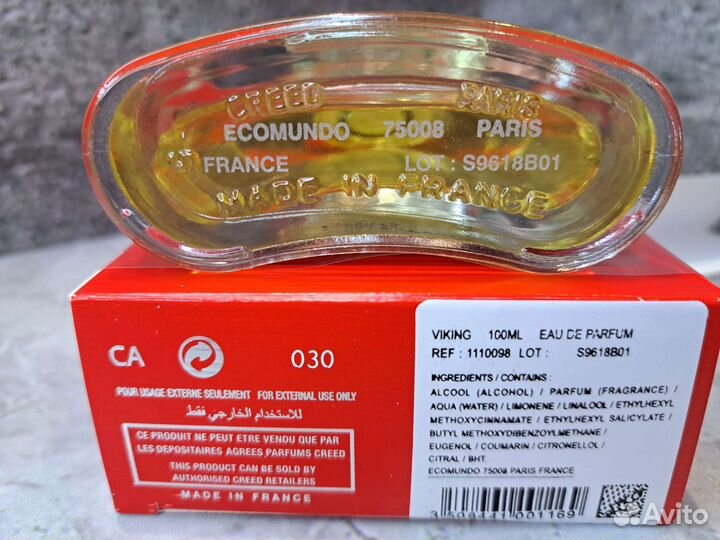 CREED PARIS
ECOMUNDO 75008 PARIS
FRANCE LOT : S9618B01
MADE IN FRANCE
CA 030
POUR USAGE EXTERNE SEULEMENT FOR EXTERNAL USE ONLY
للاستخدام الخارجي فقط
CE PRODUIT NE PEUT ETRE VENDU QUE PAR
LES DEPOSITAIRES AGREES PARFUMS CREED
THIS PRODUCT CAN BE SOLD BY
AUTHORISED CREED RETAILERS
MADE IN FRANCE
VIKING 100ML EAU DE PARFUM
REF : 1110098 LOT : S9618B01
INGREDIENTS / CONTAINS :
ALCOOL (ALCOHOL) / PARFUM (FRAGRANCE) /
AQUA (WATER) / LIMONENE / LINALOOL / ETHYLHEXYL
METHOXYCINNAMATE / ETHYLHEXYL SALICYLATE /
BUTYL METHOXYDIBENZOYLMETHANE /
EUGENOL / COUMARIN / CITRONELLOL /
CITRAL / BHT.
ECOMUNDO 75008 PARIS FRANCE
3 508441 001169
Avito